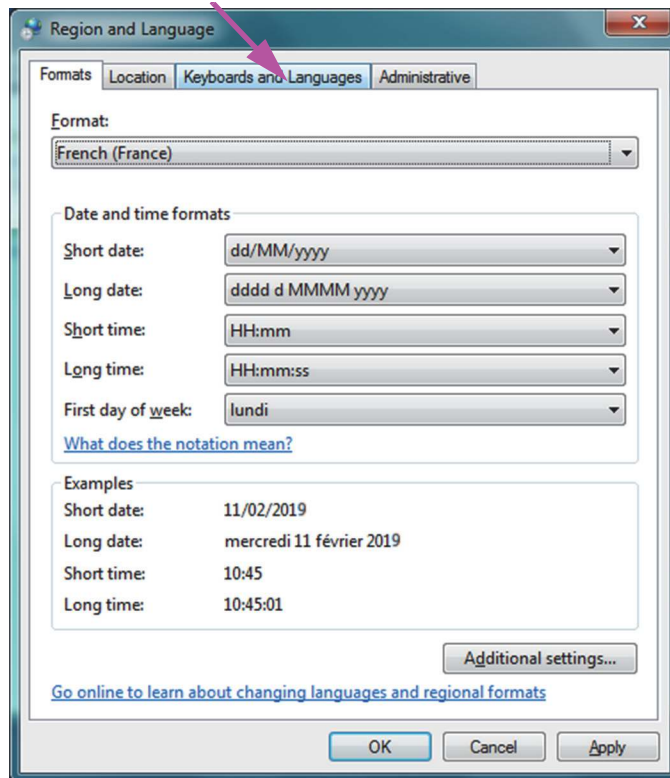 Region and Language
Formats Location Keyboards and Languages Administrative
Format:
French (France)
Date and time formats
Short date: dd/MM/yyyy
Long date: dddd d MMMM yyyy
Short time: HH:mm
Long time: HH:mm:ss
First day of week: lundi
What does the notation mean?
Examples
Short date: 11/02/2019
Long date: mercredi 11 février 2019
Short time: 10:45
Long time: 10:45:01
Additional settings...
Go online to learn about changing languages and regional formats
OK Cancel Apply